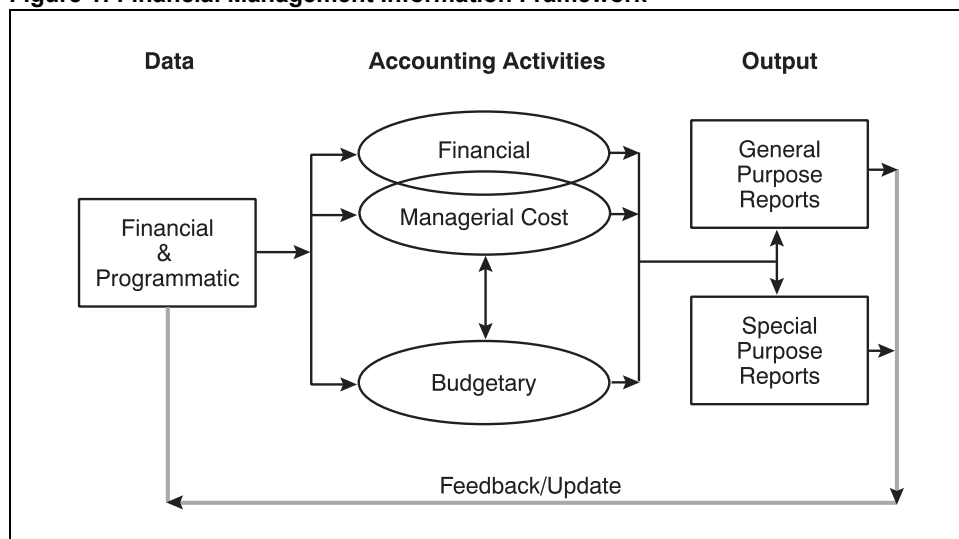 Figure 1: Financial Management Information Framework
Data
Accounting Activities
Output
Financial
&
Programmatic
Financial
Managerial Cost
Budgetary
General
Purpose
Reports
Special
Purpose
Reports
Feedback/Update